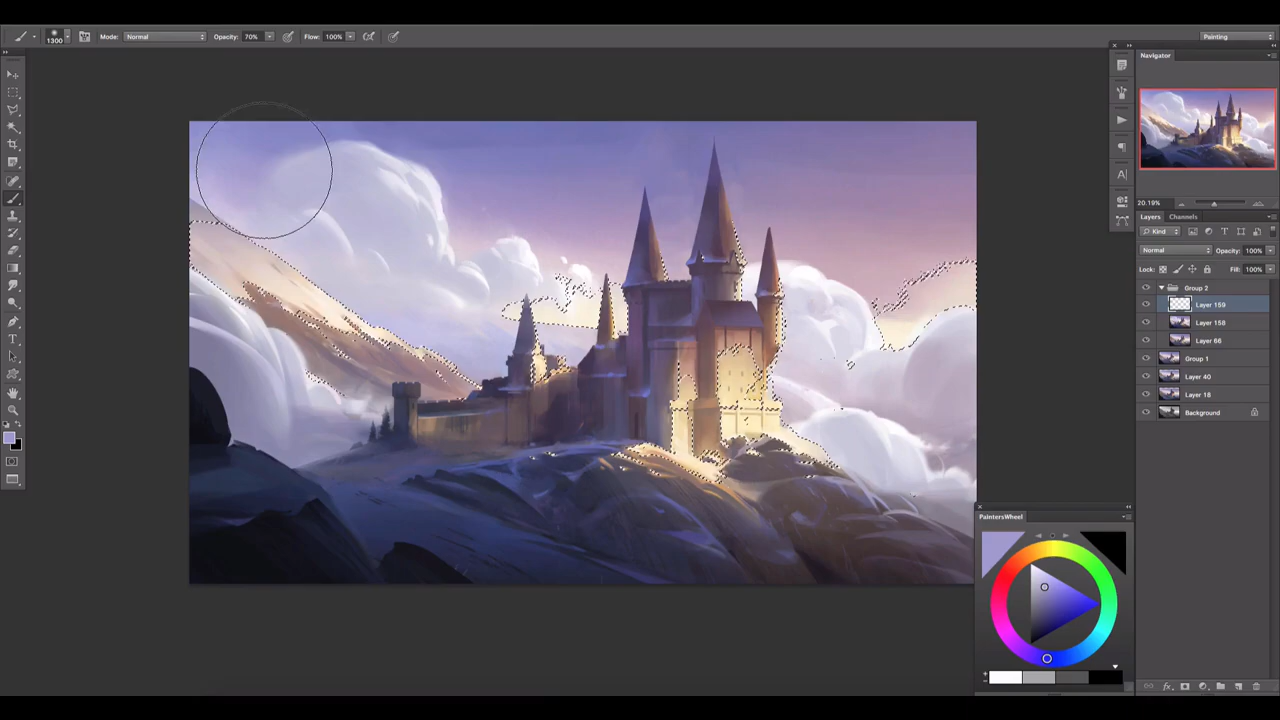 1300 Mode: Normal Opacity: 70% Flow: 100% Painting
Navigator
20.19%
Layers Channels
Kind
Normal Opacity: 100%
Lock: Fill: 100%
Group 2
Layer 159
Layer 158
Layer 66
Group 1
Layer 40
Layer 18
Background
PaintersWheel